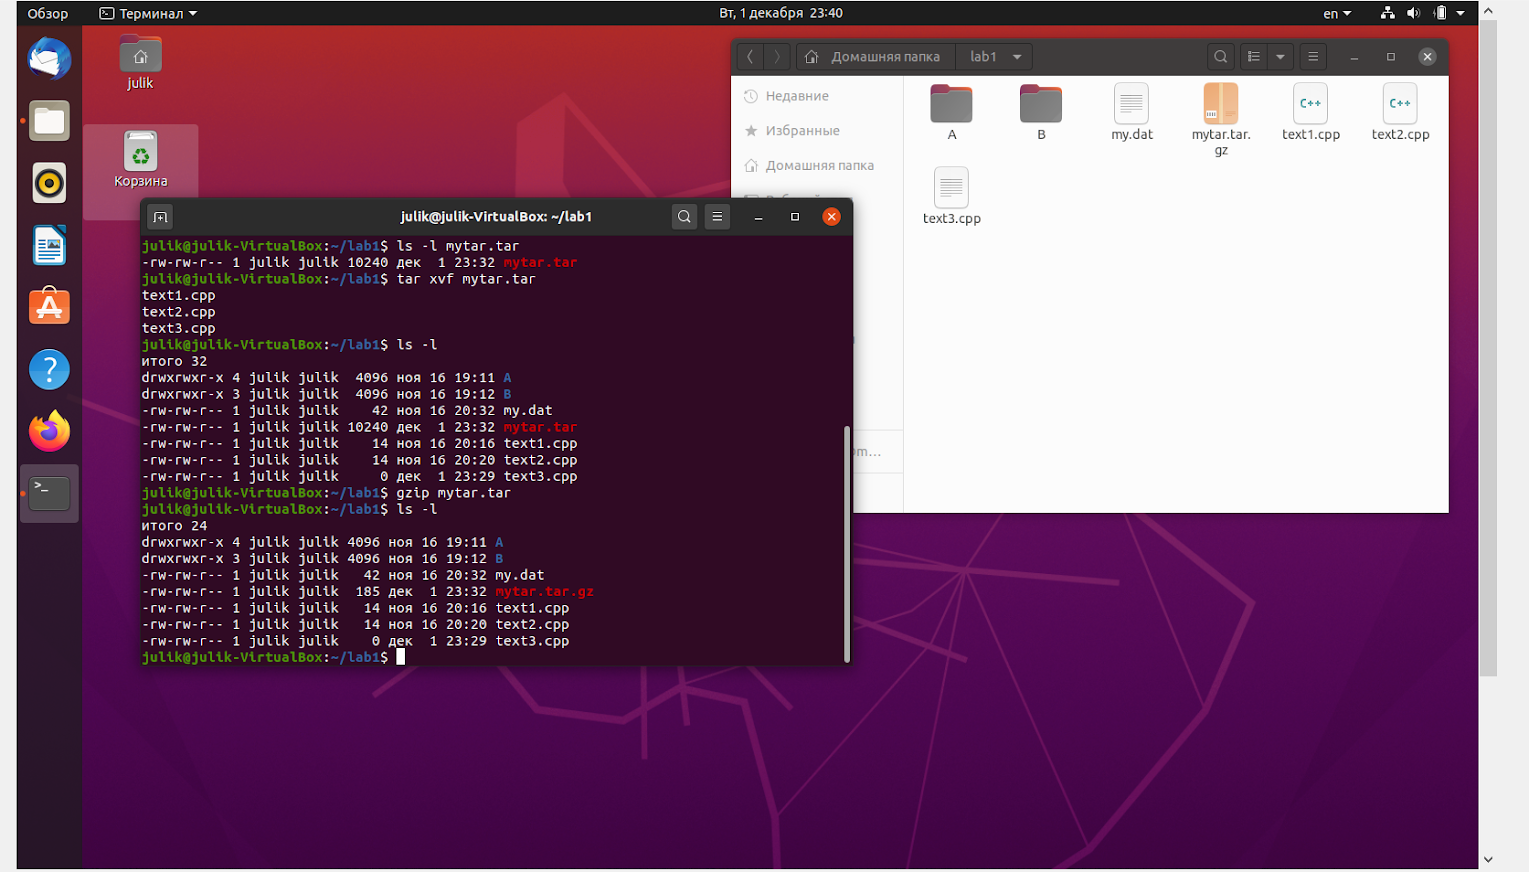 Обзор
Терминал
Вт, 1 декабря 23:40
en
julik
Корзина
Домашняя папка
lab1
Недавние
Избранные
Домашняя папка
A
B
my.dat
mytar.tar.
gz
C++
text1.cpp
C++
text2.cpp
text3.cpp
julik@julik-VirtualBox: ~/lab1
julik@julik-VirtualBox:~/lab1$ ls -l mytar.tar
-rw-rw-r-- 1 julik julik 10240 дек  1 23:32 mytar.tar
julik@julik-VirtualBox:~/lab1$ tar xvf mytar.tar
text1.cpp
text2.cpp
text3.cpp
julik@julik-VirtualBox:~/lab1$ ls -l
итого 32
drwxrwxr-x 4 julik julik  4096 ноя 16 19:11 A
drwxrwxr-x 3 julik julik  4096 ноя 16 19:12 B
-rw-rw-r-- 1 julik julik    42 ноя 16 20:32 my.dat
-rw-rw-r-- 1 julik julik 10240 дек  1 23:32 mytar.tar
-rw-rw-r-- 1 julik julik    14 ноя 16 20:16 text1.cpp
-rw-rw-r-- 1 julik julik    14 ноя 16 20:20 text2.cpp
-rw-rw-r-- 1 julik julik     0 дек  1 23:29 text3.cpp
julik@julik-VirtualBox:~/lab1$ gzip mytar.tar
julik@julik-VirtualBox:~/lab1$ ls -l
итого 24
drwxrwxr-x 4 julik julik 4096 ноя 16 19:11 A
drwxrwxr-x 3 julik julik 4096 ноя 16 19:12 B
-rw-rw-r-- 1 julik julik   42 ноя 16 20:32 my.dat
-rw-rw-r-- 1 julik julik  185 дек  1 23:32 mytar.tar.gz
-rw-rw-r-- 1 julik julik   14 ноя 16 20:16 text1.cpp
-rw-rw-r-- 1 julik julik   14 ноя 16 20:20 text2.cpp
-rw-rw-r-- 1 julik julik    0 дек  1 23:29 text3.cpp
julik@julik-VirtualBox:~/lab1$